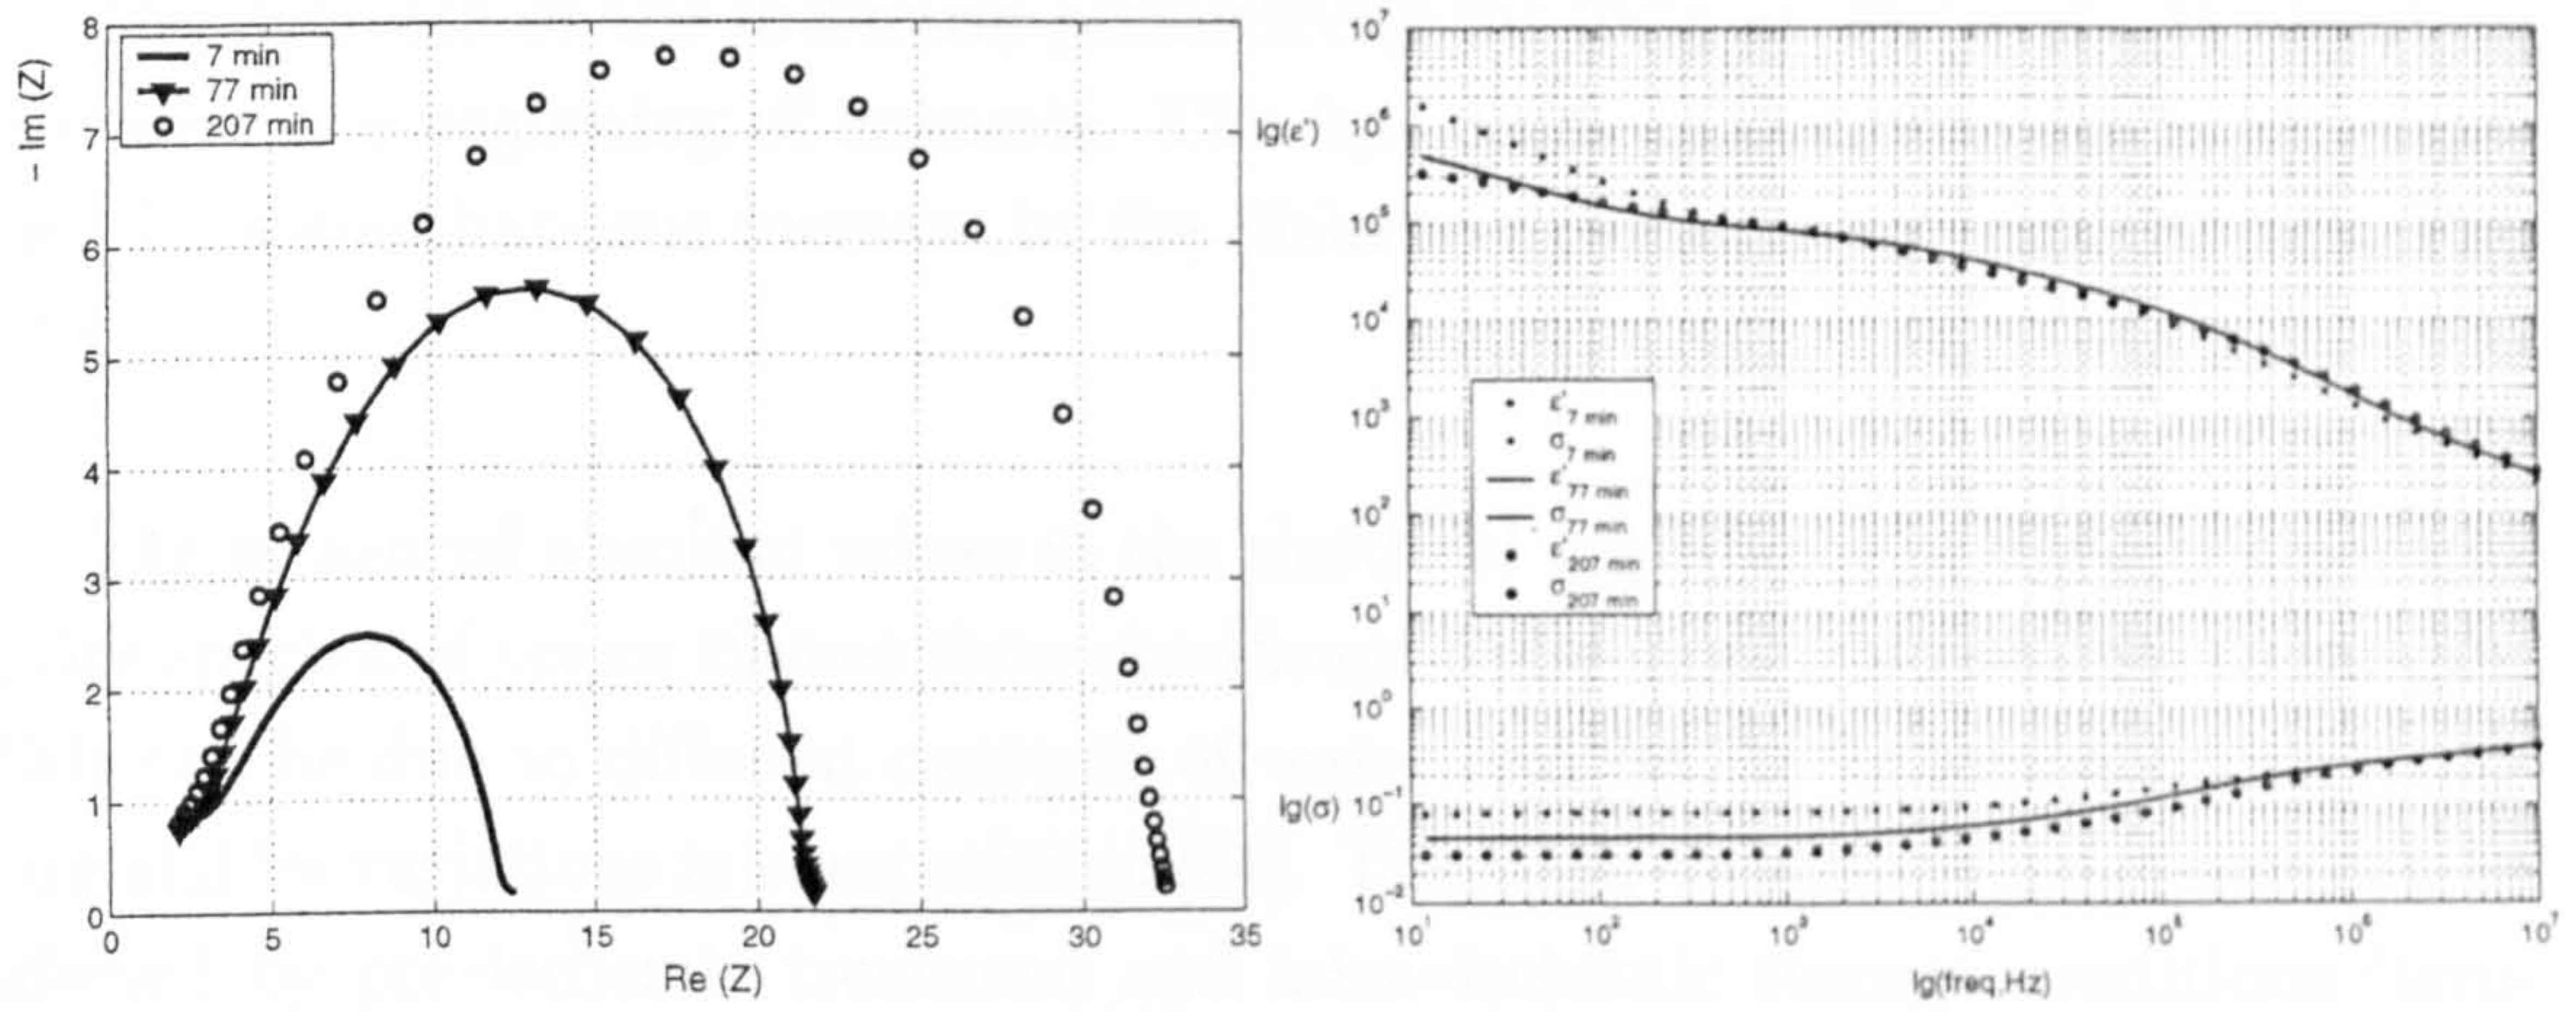 8
7
6
5
4
3
2
1
0
– Im (Z)
7 min
77 min
207 min
0 5 10 15 20 25 30 35
Re (Z)
lg(ε')
lg(σ)
10⁷
10⁶
10⁵
10⁴
10³
10²
10¹
10⁰
10⁻¹
10⁻²
ε' 7 min
σ 7 min
ε' 77 min
σ 77 min
ε' 207 min
σ 207 min
10¹ 10² 10³ 10⁴ 10⁵ 10⁶ 10⁷
lg(freq,Hz)